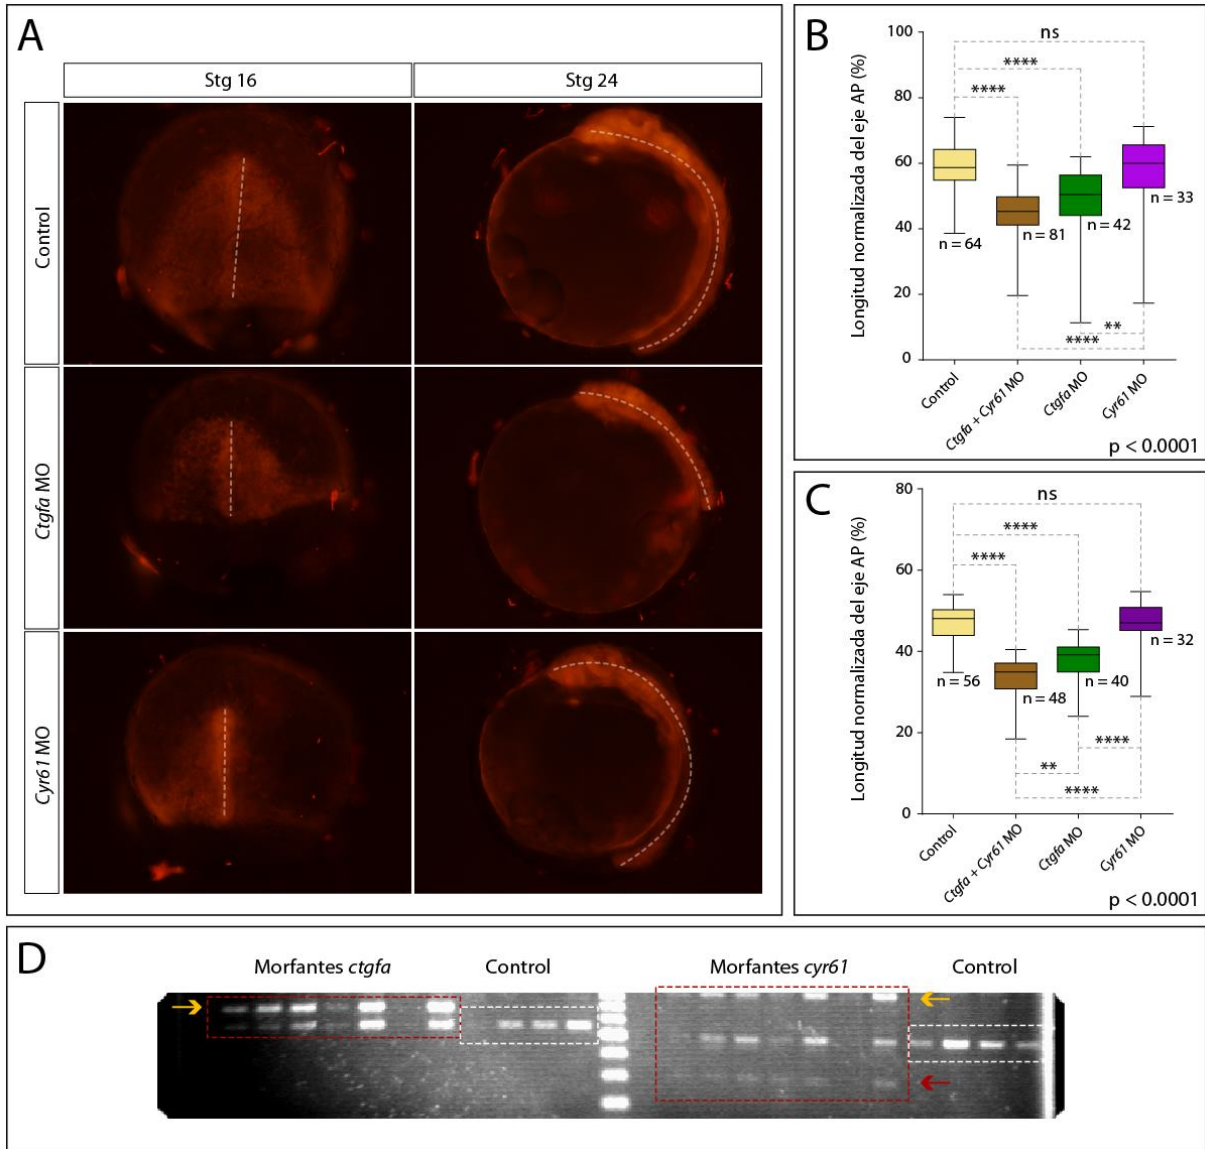 A
Stg 16
Stg 24
Control
Ctgfa MO
Cyr61 MO
B
Longitud normalizada del eje AP (%)
100
80
60
40
20
0
ns
****
****
n = 64
n = 81
n = 42
n = 33
**
****
Control
Ctgfa + Cyr61 MO
Ctgfa MO
Cyr61 MO
p < 0.0001
C
Longitud normalizada del eje AP (%)
80
60
40
20
0
ns
****
****
n = 56
n = 48
n = 40
n = 32
****
**
****
Control
Ctgfa + Cyr61 MO
Ctgfa MO
Cyr61 MO
p < 0.0001
D
Morfantes ctgfa
Control
Morfantes cyr61
Control